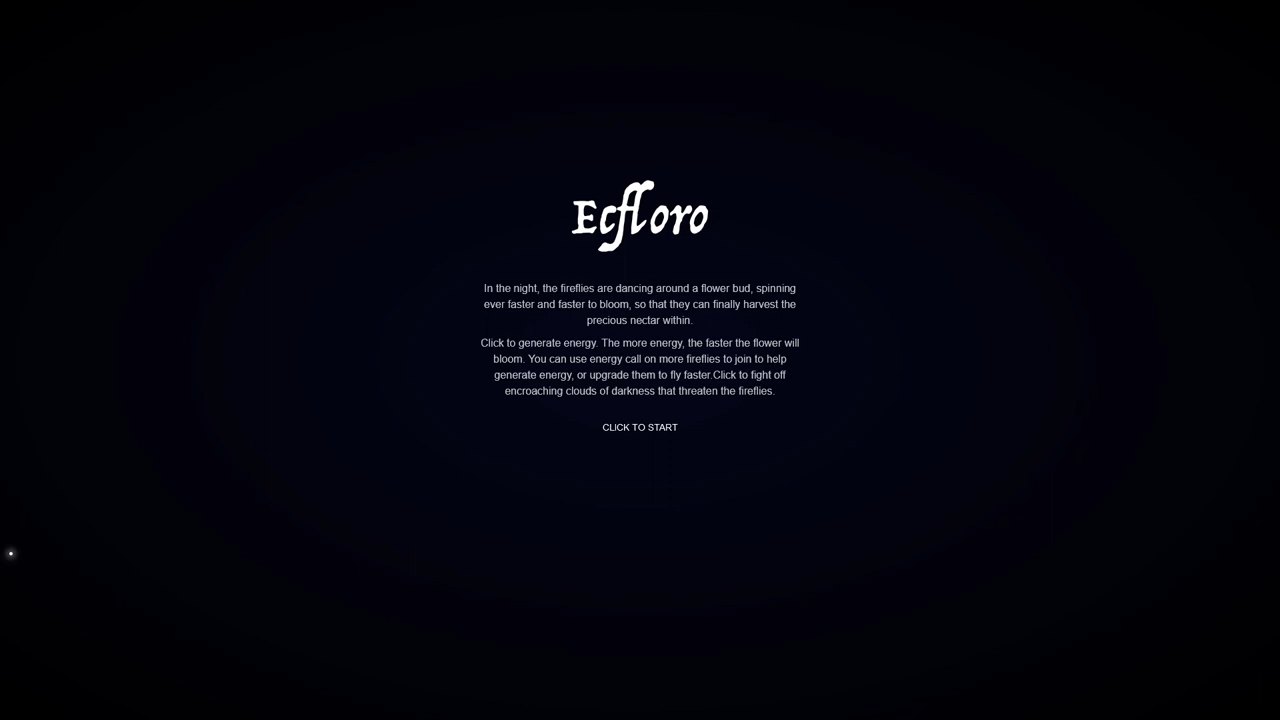 Ecfloro
In the night, the fireflies are dancing around a flower bud, spinning
ever faster and faster to bloom, so that they can finally harvest the
precious nectar within.
Click to generate energy. The more energy, the faster the flower will
bloom. You can use energy call on more fireflies to join to help
generate energy, or upgrade them to fly faster.Click to fight off
encroaching clouds of darkness that threaten the fireflies.
CLICK TO START